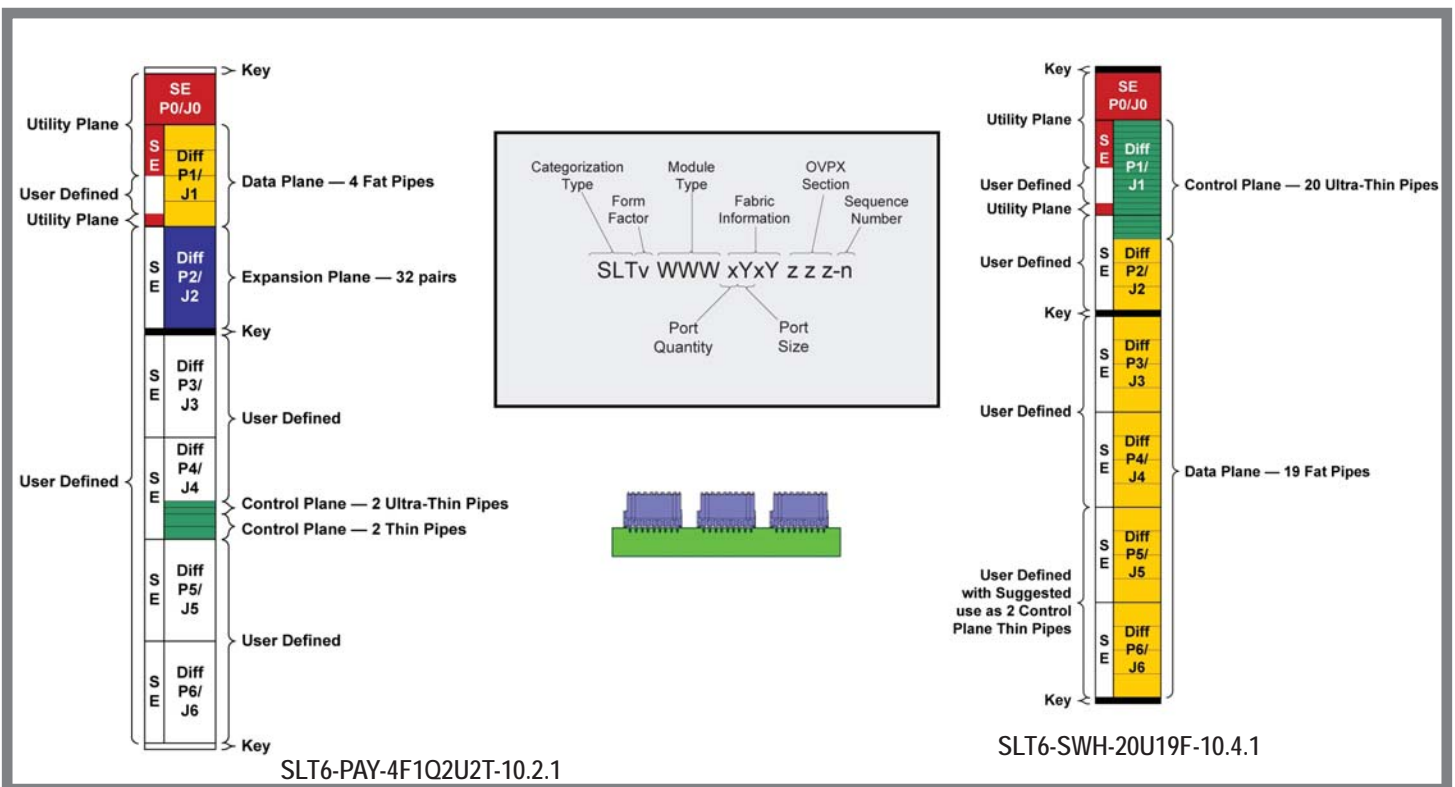 Key
SE
P0/J0
Utility Plane
S
E
Diff
P1/
J1
Data Plane — 4 Fat Pipes
User Defined
Utility Plane
S
E
Diff
P2/
J2
Expansion Plane — 32 pairs
Key
S
E
Diff
P3/
J3
User Defined
S
E
Diff
P4/
J4
User Defined
Control Plane — 2 Ultra-Thin Pipes
Control Plane — 2 Thin Pipes
S
E
Diff
P5/
J5
User Defined
S
E
Diff
P6/
J6
Key
SLT6-PAY-4F1Q2U2T-10.2.1
Categorization
Type
Module
Type
OVPX
Section
Form
Factor
Fabric
Information
Sequence
Number
SLTv WWW xYxY z z z-n
Port
Quantity
Port
Size
Key
SE
P0/J0
Utility Plane
S
E
Diff
P1/
J1
Control Plane — 20 Ultra-Thin Pipes
User Defined
Utility Plane
User Defined
S
E
Diff
P2/
J2
Key
S
E
Diff
P3/
J3
User Defined
S
E
Diff
P4/
J4
Data Plane — 19 Fat Pipes
S
E
Diff
P5/
J5
User Defined
with Suggested
use as 2 Control
Plane Thin Pipes
S
E
Diff
P6/
J6
Key
SLT6-SWH-20U19F-10.4.1